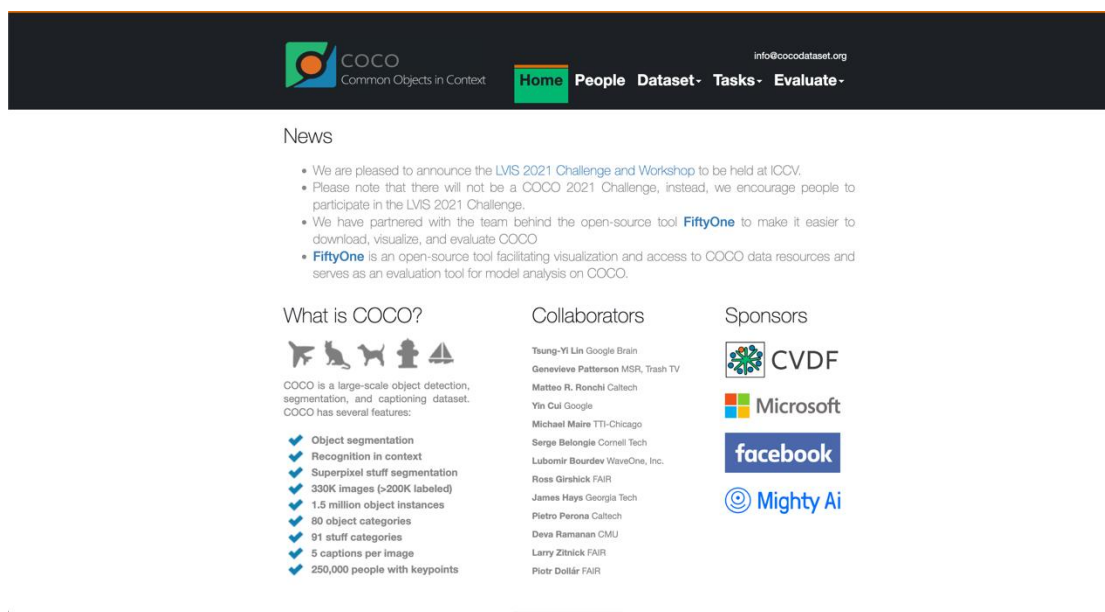 COCO
Common Objects in Context
info@cocodataset.org
Home People Dataset Tasks Evaluate
News
We are pleased to announce the LVIS 2021 Challenge and Workshop to be held at ICCV.
Please note that there will not be a COCO 2021 Challenge, instead, we encourage people to
participate in the LVIS 2021 Challenge.
We have partnered with the team behind the open-source tool FiftyOne to make it easier to
download, visualize, and evaluate COCO
FiftyOne is an open-source tool facilitating visualization and access to COCO data resources and
serves as an evaluation tool for model analysis on COCO.
What is COCO?
COCO is a large-scale object detection,
segmentation, and captioning dataset.
COCO has several features:
Object segmentation
Recognition in context
Superpixel stuff segmentation
330K images (>200K labeled)
1.5 million object instances
80 object categories
91 stuff categories
5 captions per image
250,000 people with keypoints
Collaborators
Tsung-Yi Lin Google Brain
Genevieve Patterson MSR, Trash TV
Matteo R. Ronchi Caltech
Yin Cui Google
Michael Maire TTI-Chicago
Serge Belongie Cornell Tech
Lubomir Bourdev WaveOne, Inc.
Ross Girshick FAIR
James Hays Georgia Tech
Pietro Perona Caltech
Deva Ramanan CMU
Larry Zitnick FAIR
Piotr Dollár FAIR
Sponsors
CVDF
Microsoft
facebook
Mighty Ai